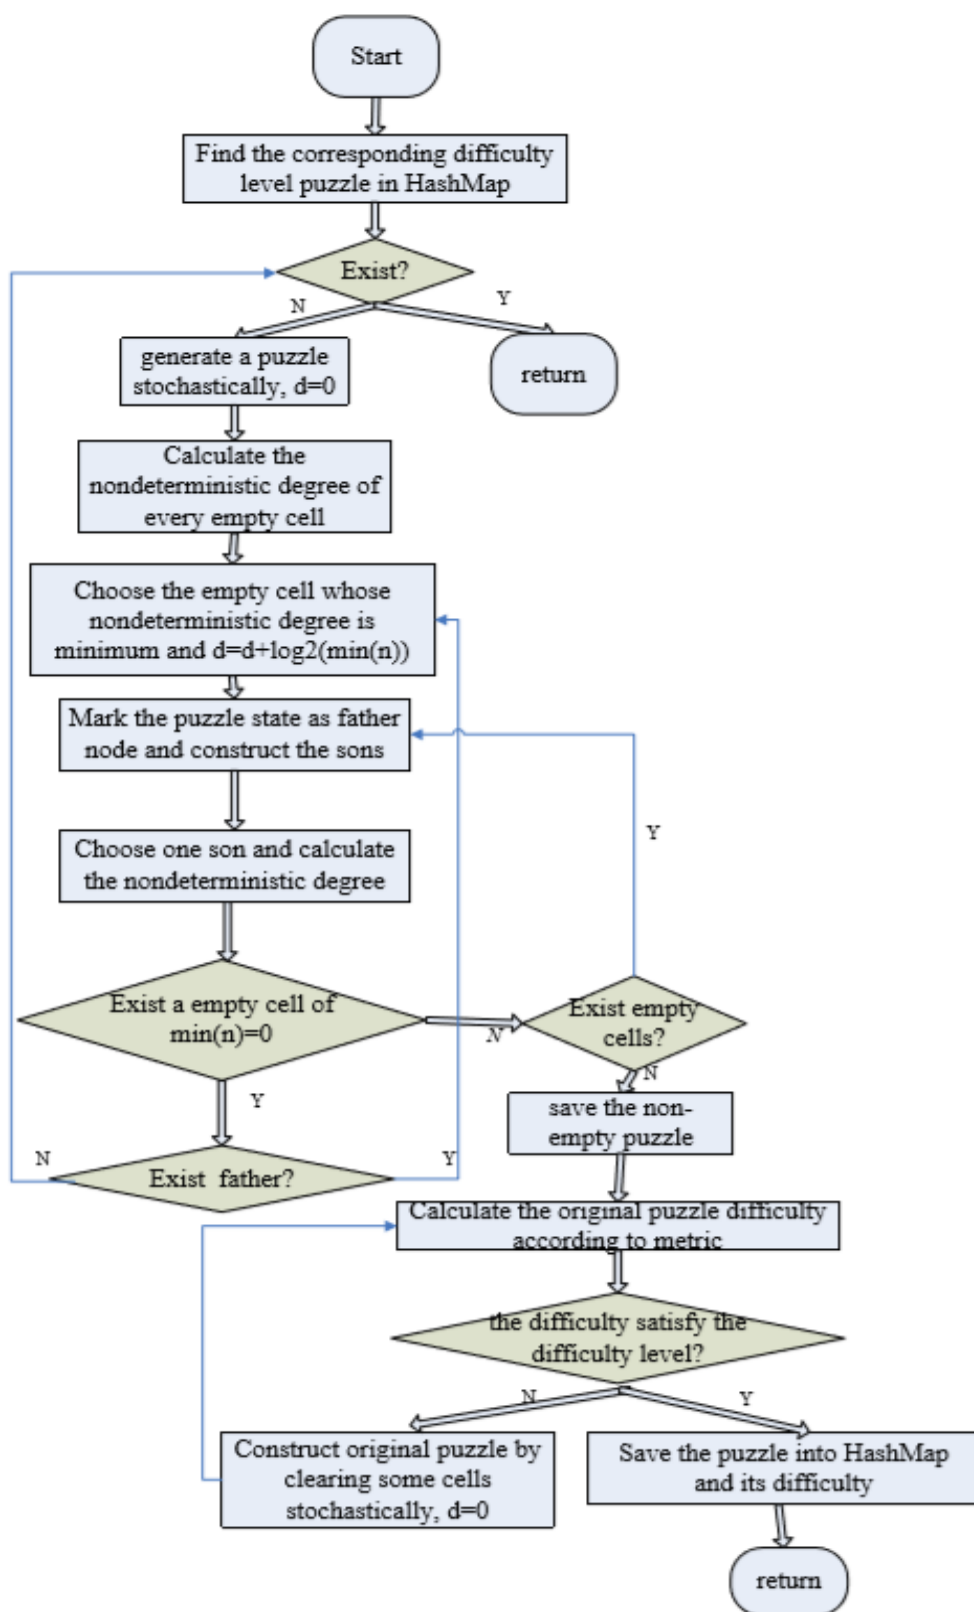 Start
Find the corresponding difficulty
level puzzle in HashMap
Exist?
N
Y
generate a puzzle
stochastically, d=0
return
Calculate the
nondeterministic degree of
every empty cell
Choose the empty cell whose
nondeterministic degree is
minimum and d=d+log2(min(n))
Mark the puzzle state as father
node and construct the sons
Y
Choose one son and calculate
the nondeterministic degree
Exist a empty cell of
min(n)=0
N
Exist empty
cells?
Y
N
save the non-
empty puzzle
N
Exist father?
Y
Calculate the original puzzle difficulty
according to metric
the difficulty satisfy the
difficulty level?
N
Y
Construct original puzzle by
clearing some cells
stochastically, d=0
Save the puzzle into HashMap
and its difficulty
return